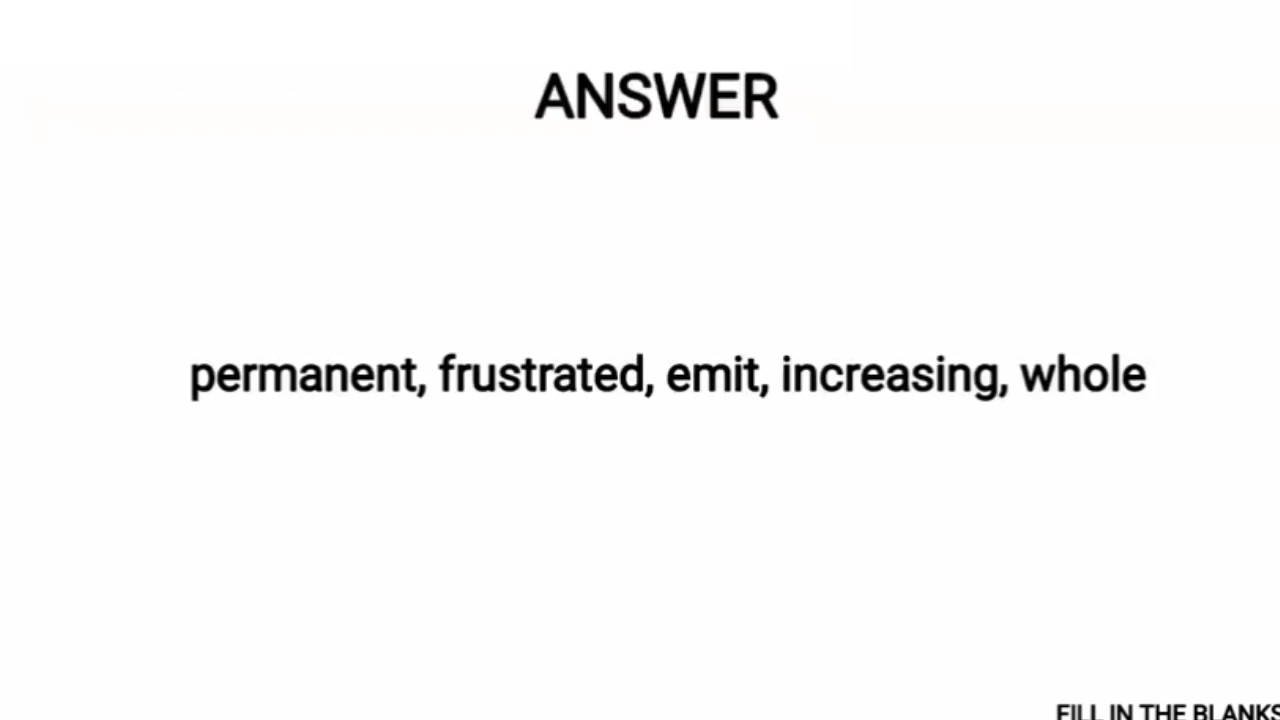 ANSWER
permanent, frustrated, emit, increasing, whole
FILL IN THE BLANKS